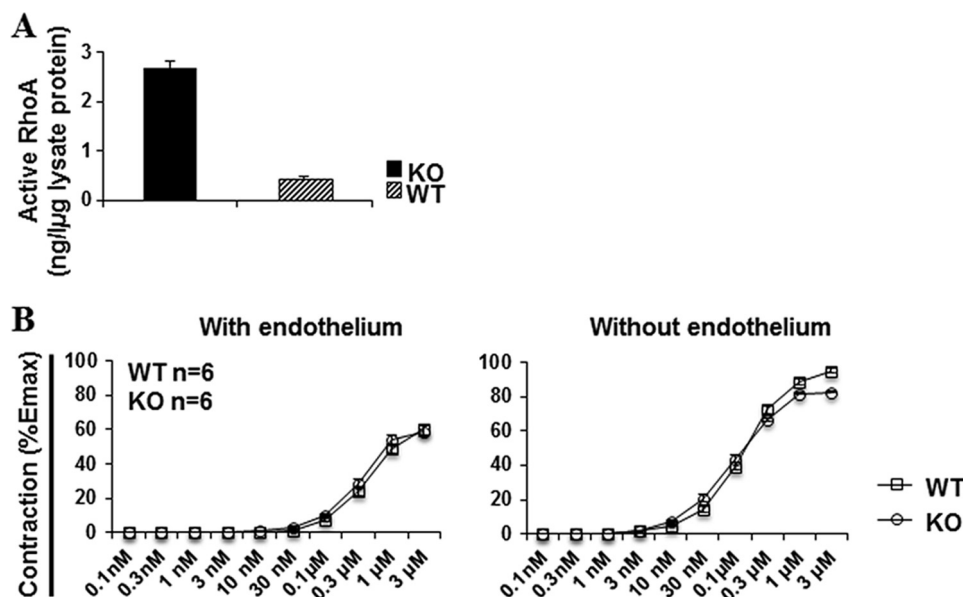 A
Active RhoA
(ng/lµg lysate protein)
3
2
1
0
KO
WT
B
With endothelium
Without endothelium
Contraction (%Emax)
100
80
60
40
20
0
WT n=6
KO n=6
0.1nM
0.3nM
1 nM
3 nM
10 nM
30 nM
0.1µM
0.3 µM
1 µM
3 µM
100
80
60
40
20
0
0.1nM
0.3nM
1 nM
3 nM
10 nM
30 nM
0.1µM
0.3 µM
1 µM
3 µM
WT
KO